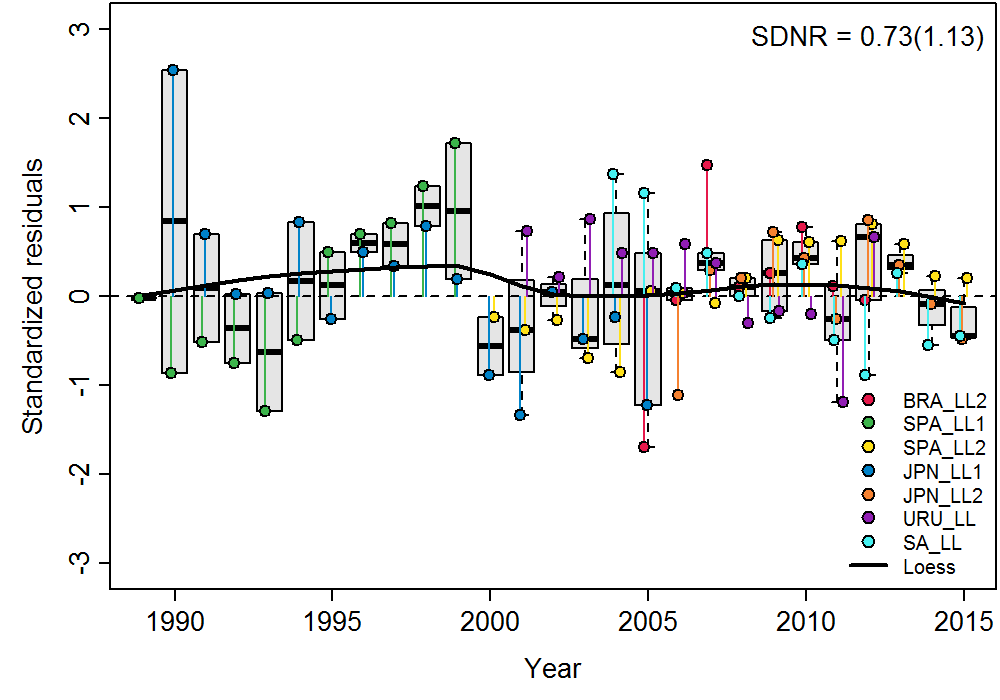 SDNR = 0.73(1.13)
Standardized residuals
3
2
1
0
-1
-2
-3
BRA_LL2
SPA_LL1
SPA_LL2
JPN_LL1
JPN_LL2
URU_LL
SA_LL
Loess
1990 1995 2000 2005 2010 2015
Year